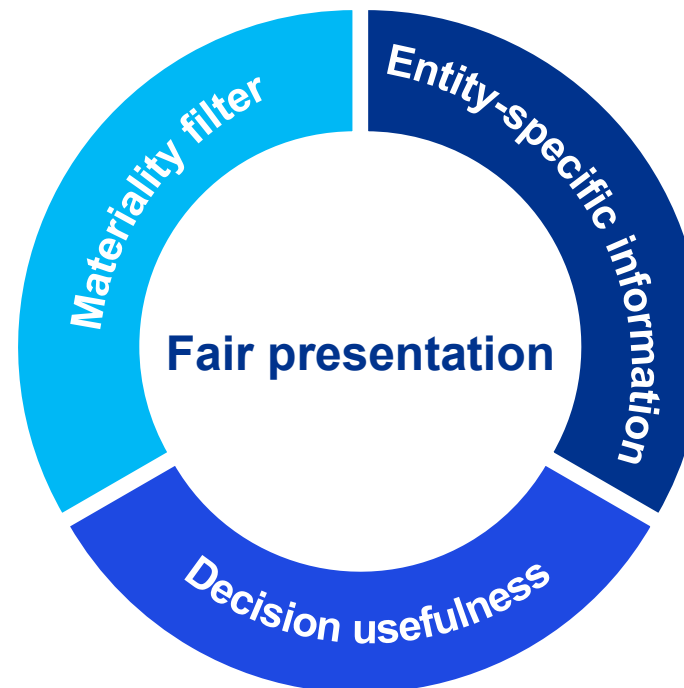 Materiality filter
Entity-specific information
Fair presentation
Decision usefulness